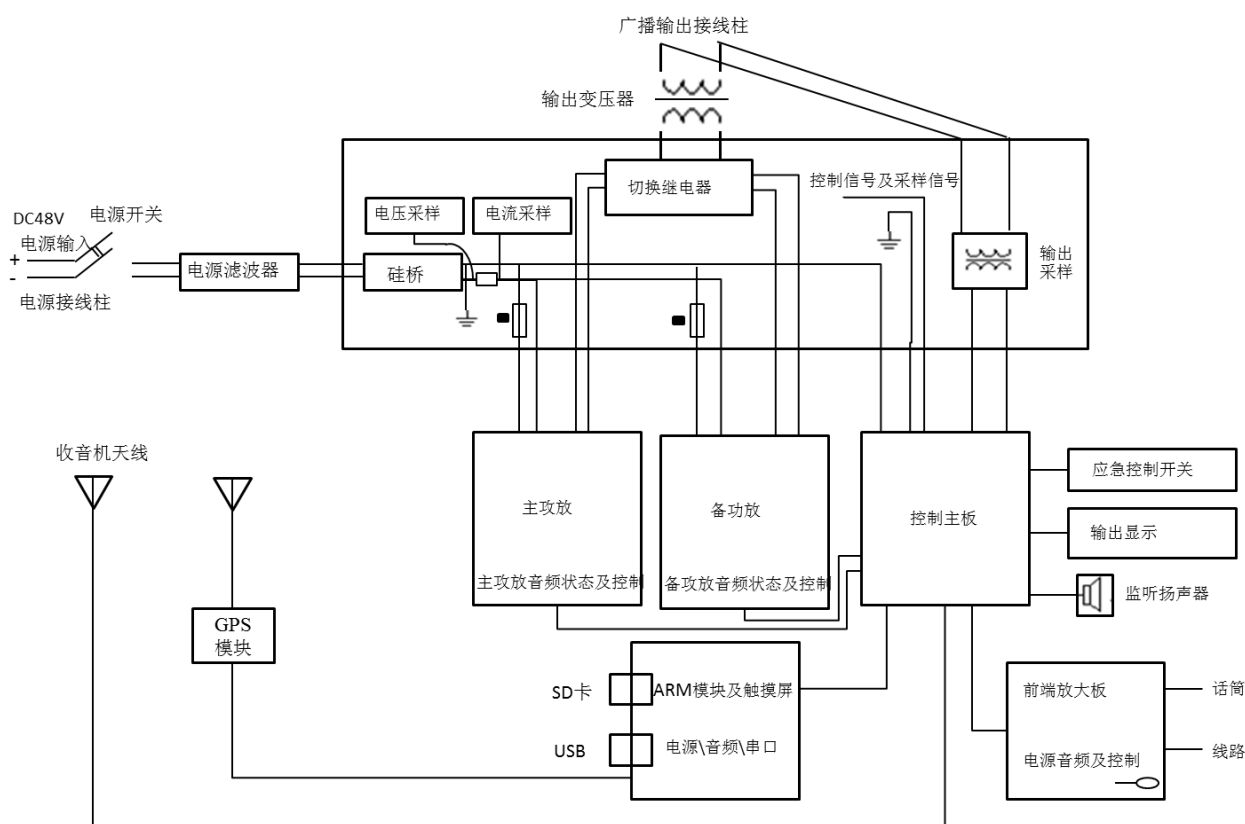 广播输出接线柱
输出变压器
切换继电器
控制信号及采样信号
电压采样
电流采样
DC48V
电源开关
电源输入
+
-
电源接线柱
电源滤波器
硅桥
输出
采样
收音机天线
主攻放
备功放
控制主板
应急控制开关
输出显示
主攻放音频状态及控制
备攻放音频状态及控制
监听扬声器
GPS
模块
SD卡
ARM模块及触摸屏
USB
电源\音频\串口
前端放大板
话筒
电源音频及控制
线路